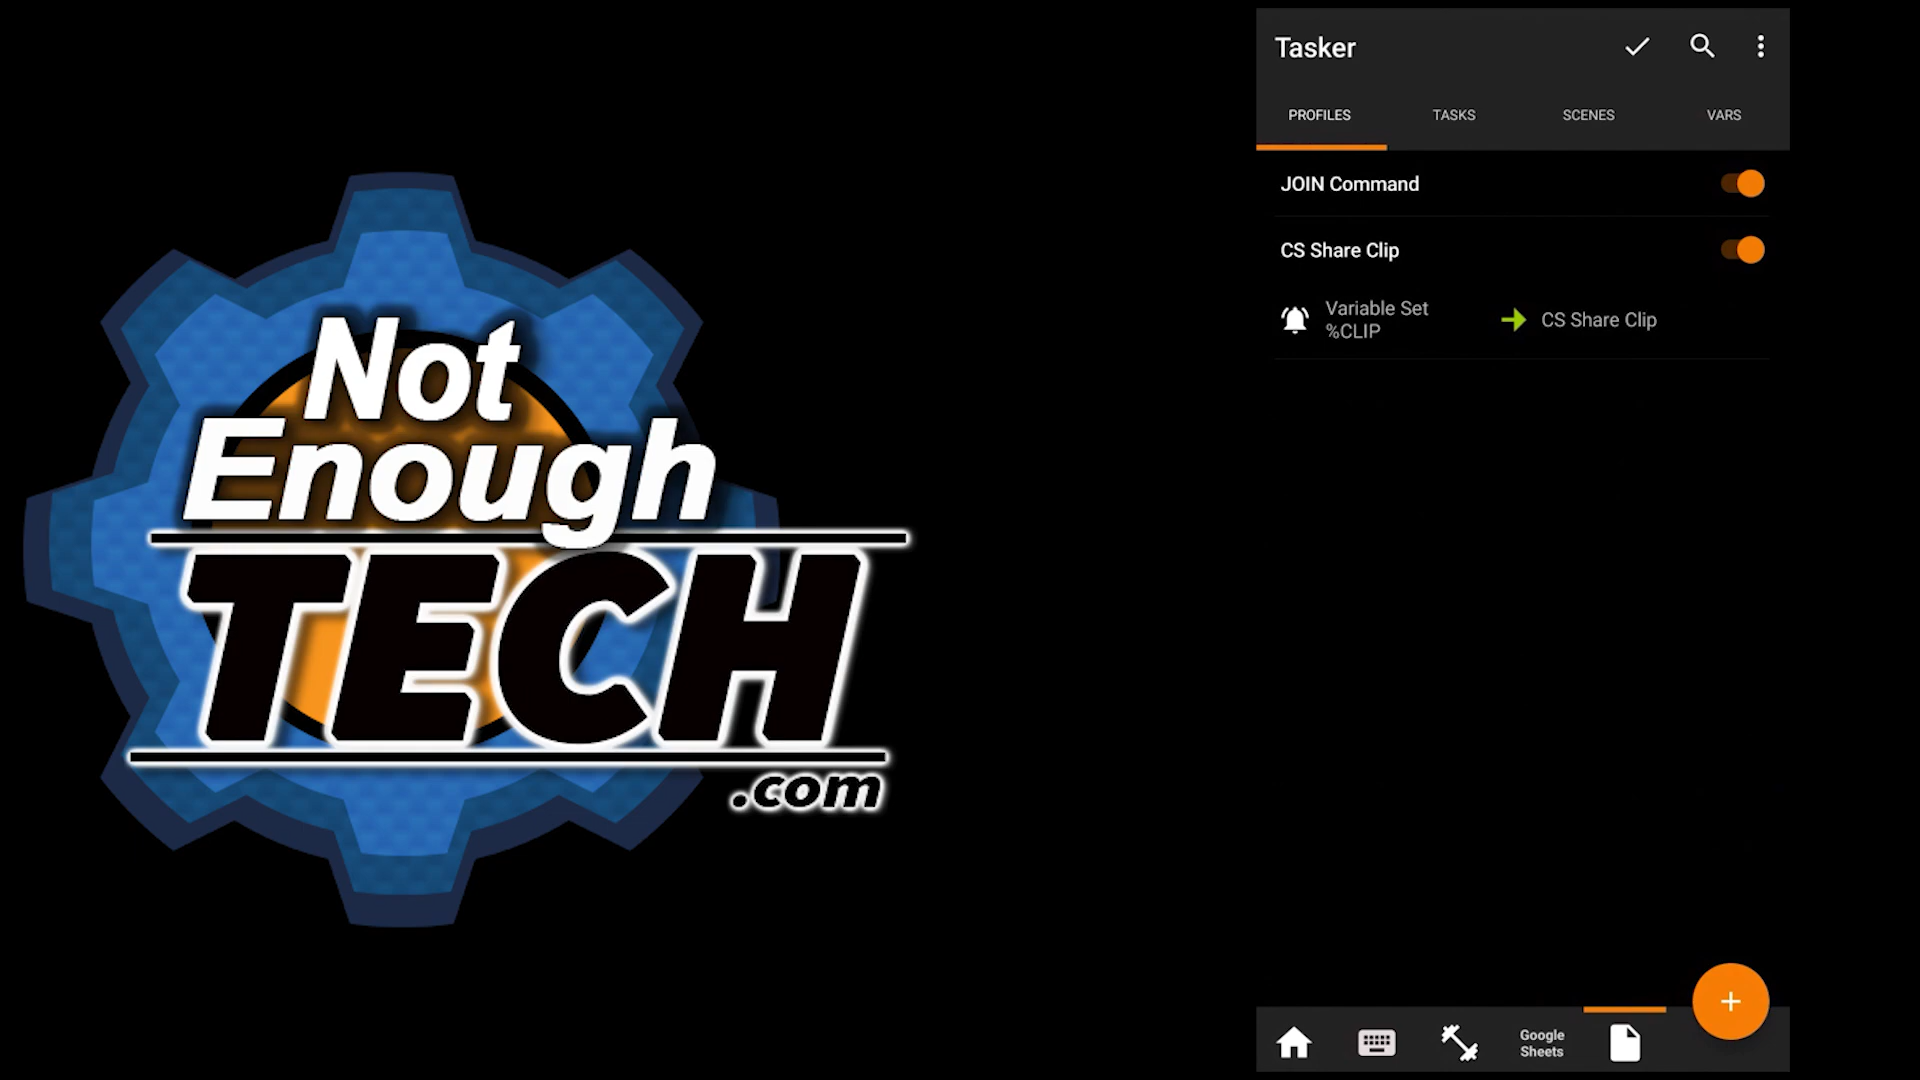 Not
Enough
TECH
.com
Tasker
PROFILES TASKS SCENES VARS
JOIN Command
CS Share Clip
Variable Set
%CLIP
CS Share Clip
Google
Sheets